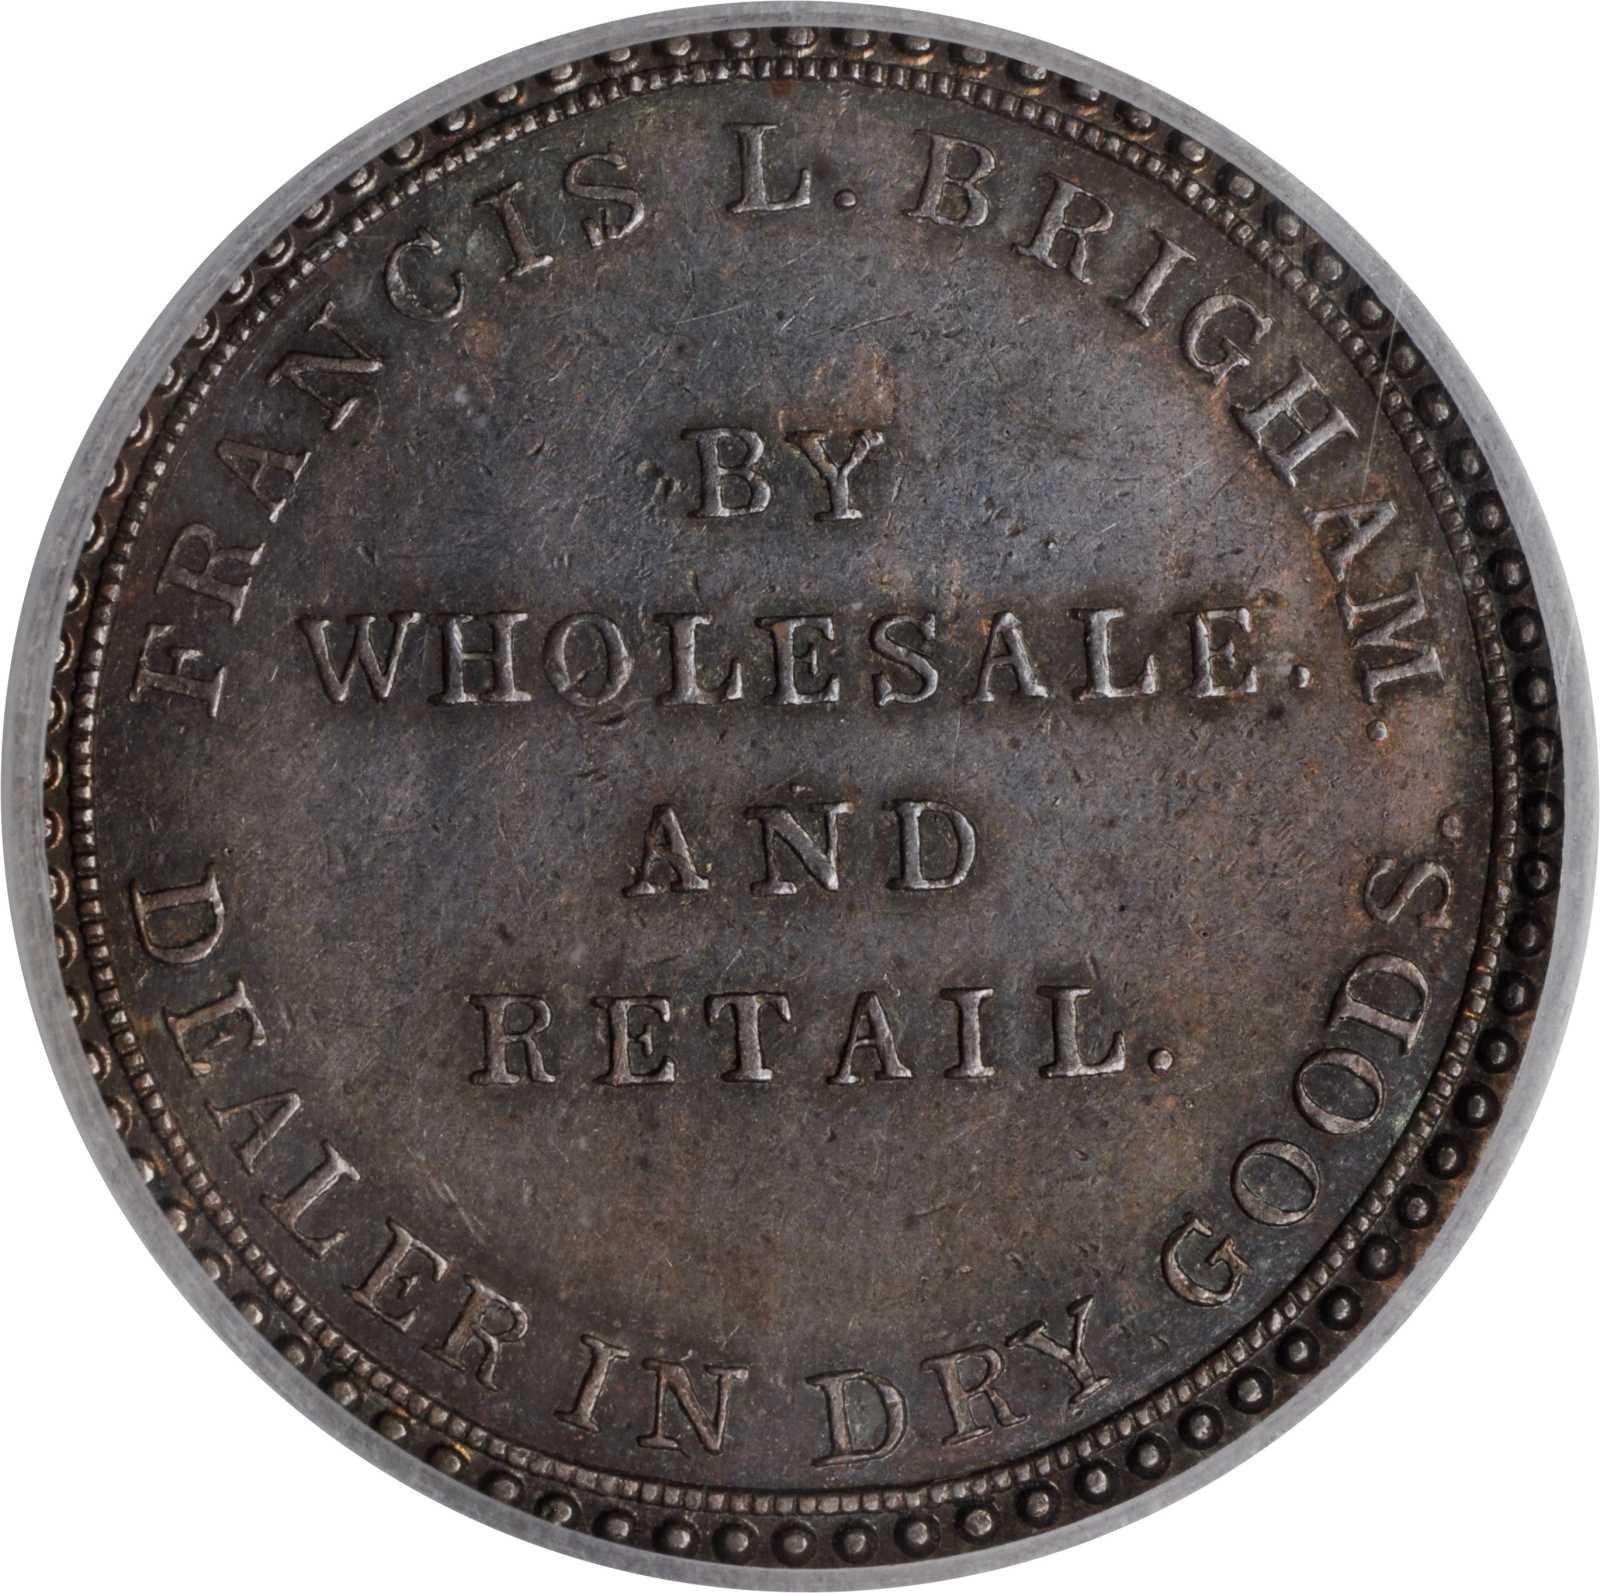 FRANCIS L. BRIGHAM.
BY
WHOLESALE.
AND
RETAIL.
DEALER IN DRY GOODS.